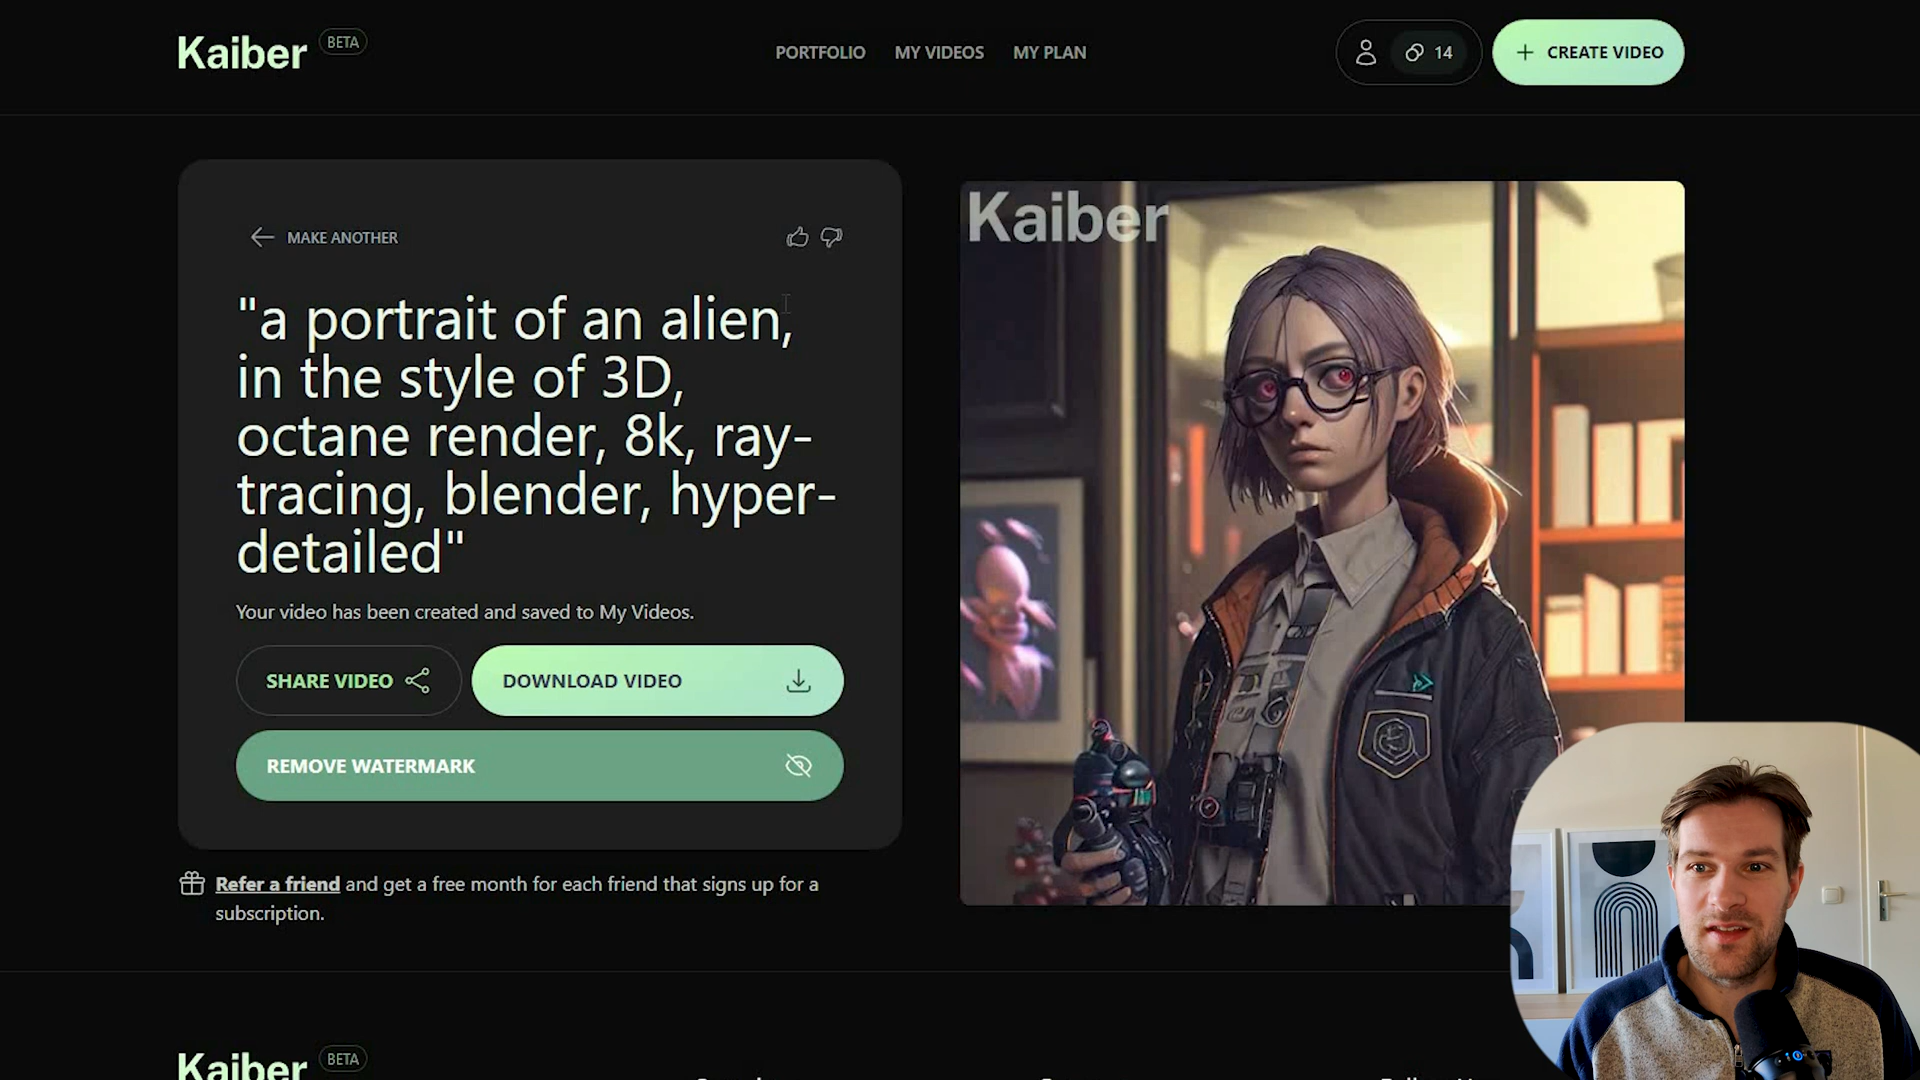 Kaiber BETA
PORTFOLIO MY VIDEOS MY PLAN
14
+ CREATE VIDEO
MAKE ANOTHER
"a portrait of an alien,
in the style of 3D,
octane render, 8k, ray-
tracing, blender, hyper-
detailed"
Your video has been created and saved to My Videos.
SHARE VIDEO
DOWNLOAD VIDEO
REMOVE WATERMARK
Refer a friend and get a free month for each friend that signs up for a
subscription.
Kaiber
Kaiber BETA